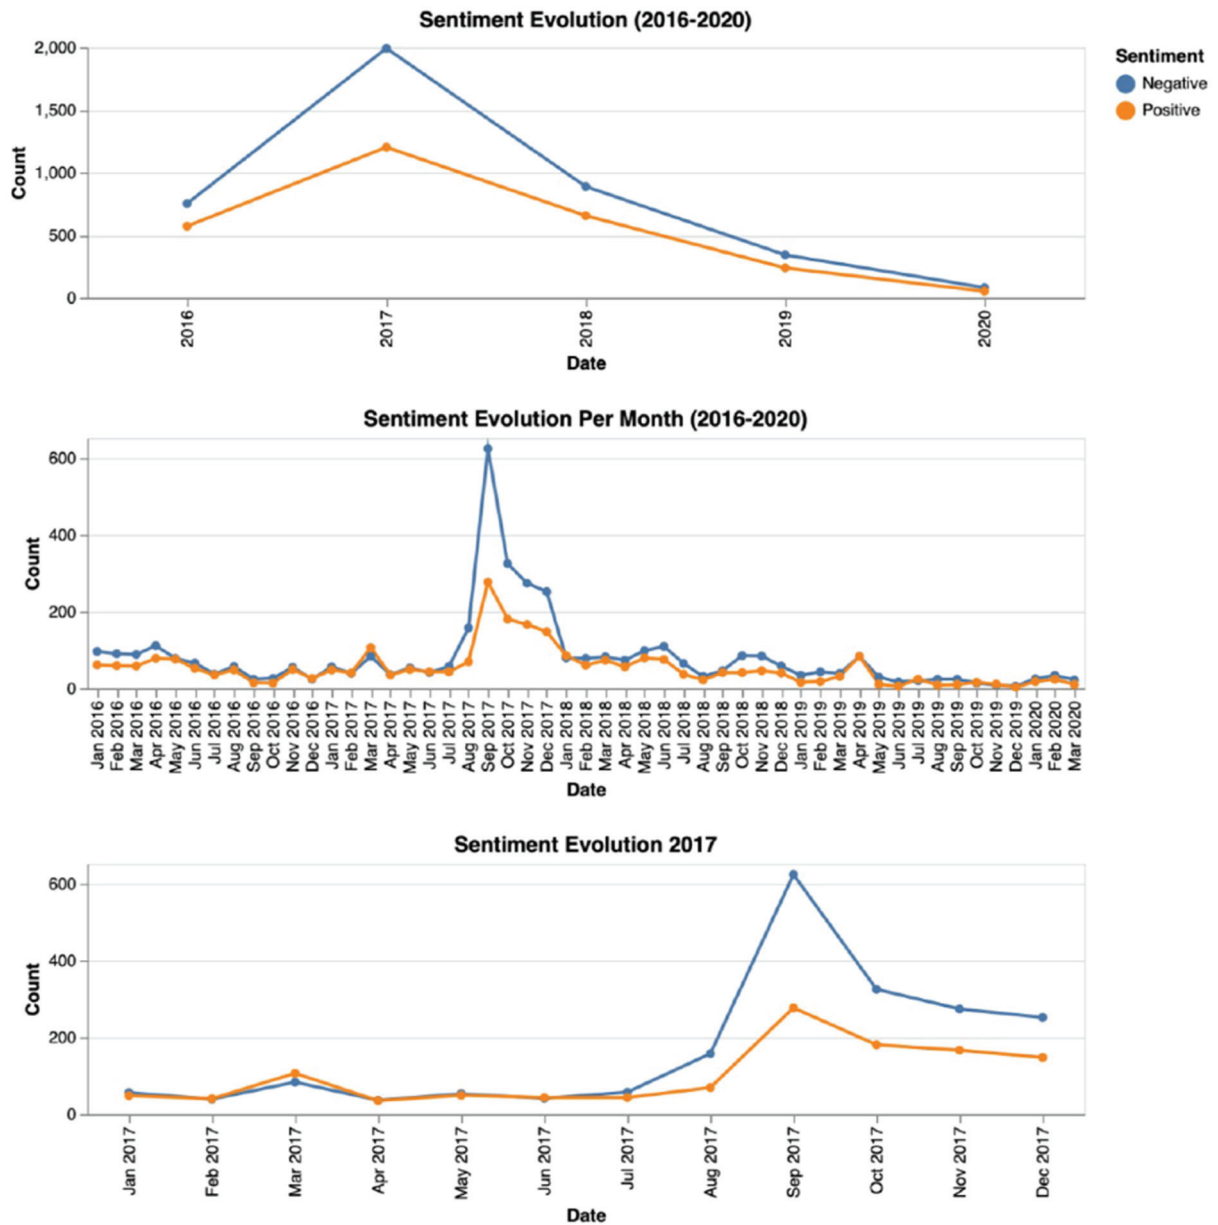 Sentiment Evolution (2016-2020)
2,000
1,500
1,000
500
0
Count
2016
2017
2018
2019
2020
Date
Sentiment
Negative
Positive
Sentiment Evolution Per Month (2016-2020)
600
400
200
0
Count
Jan 2016
Feb 2016
Mar 2016
Apr 2016
May 2016
Jun 2016
Jul 2016
Aug 2016
Sep 2016
Oct 2016
Nov 2016
Dec 2016
Jan 2017
Feb 2017
Mar 2017
Apr 2017
May 2017
Jun 2017
Jul 2017
Aug 2017
Sep 2017
Oct 2017
Nov 2017
Dec 2017
Jan 2018
Feb 2018
Mar 2018
Apr 2018
May 2018
Jun 2018
Jul 2018
Aug 2018
Sep 2018
Oct 2018
Nov 2018
Dec 2018
Jan 2019
Feb 2019
Mar 2019
Apr 2019
May 2019
Jun 2019
Jul 2019
Aug 2019
Sep 2019
Oct 2019
Nov 2019
Dec 2019
Jan 2020
Feb 2020
Mar 2020
Date
Sentiment Evolution 2017
600
400
200
0
Count
Jan 2017
Feb 2017
Mar 2017
Apr 2017
May 2017
Jun 2017
Jul 2017
Aug 2017
Sep 2017
Oct 2017
Nov 2017
Dec 2017
Date